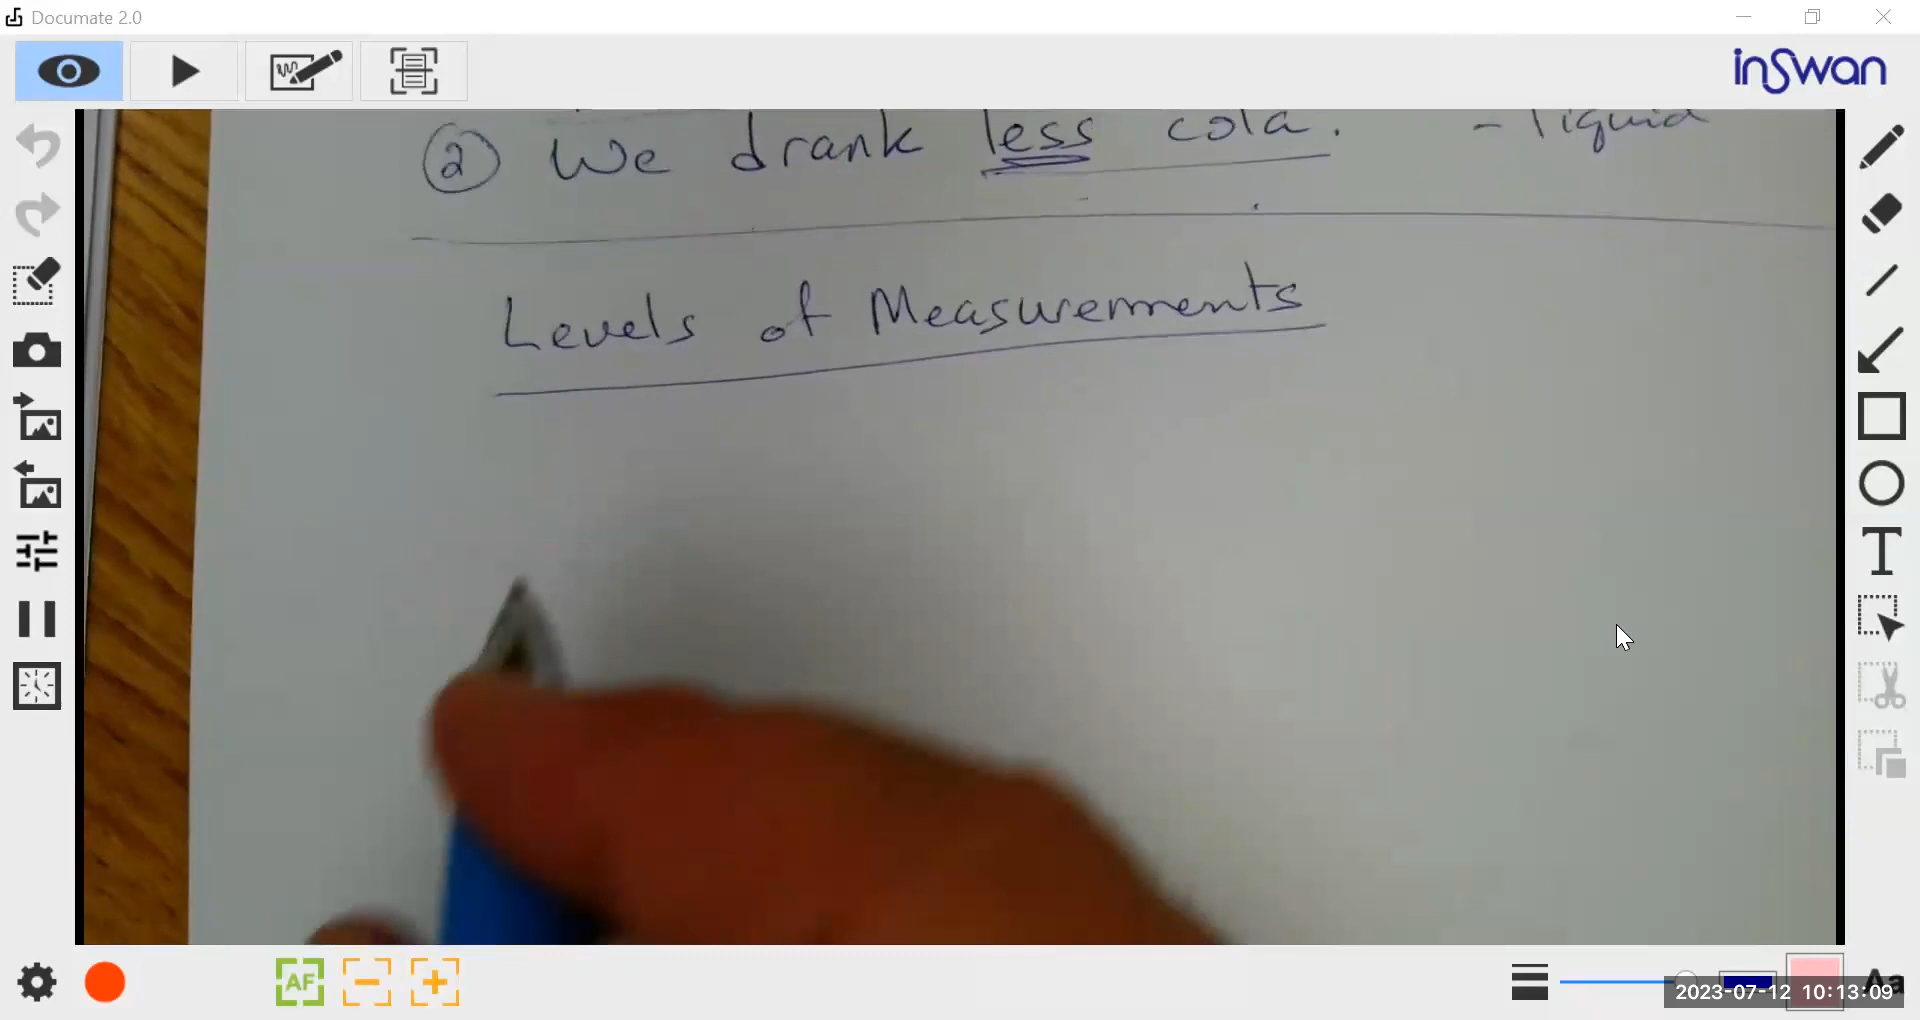 Documate 2.0
inSwan
② We drank less cola. - liquid
Levels of Measurements
AF
Aa
2023-07-12 10:13:09